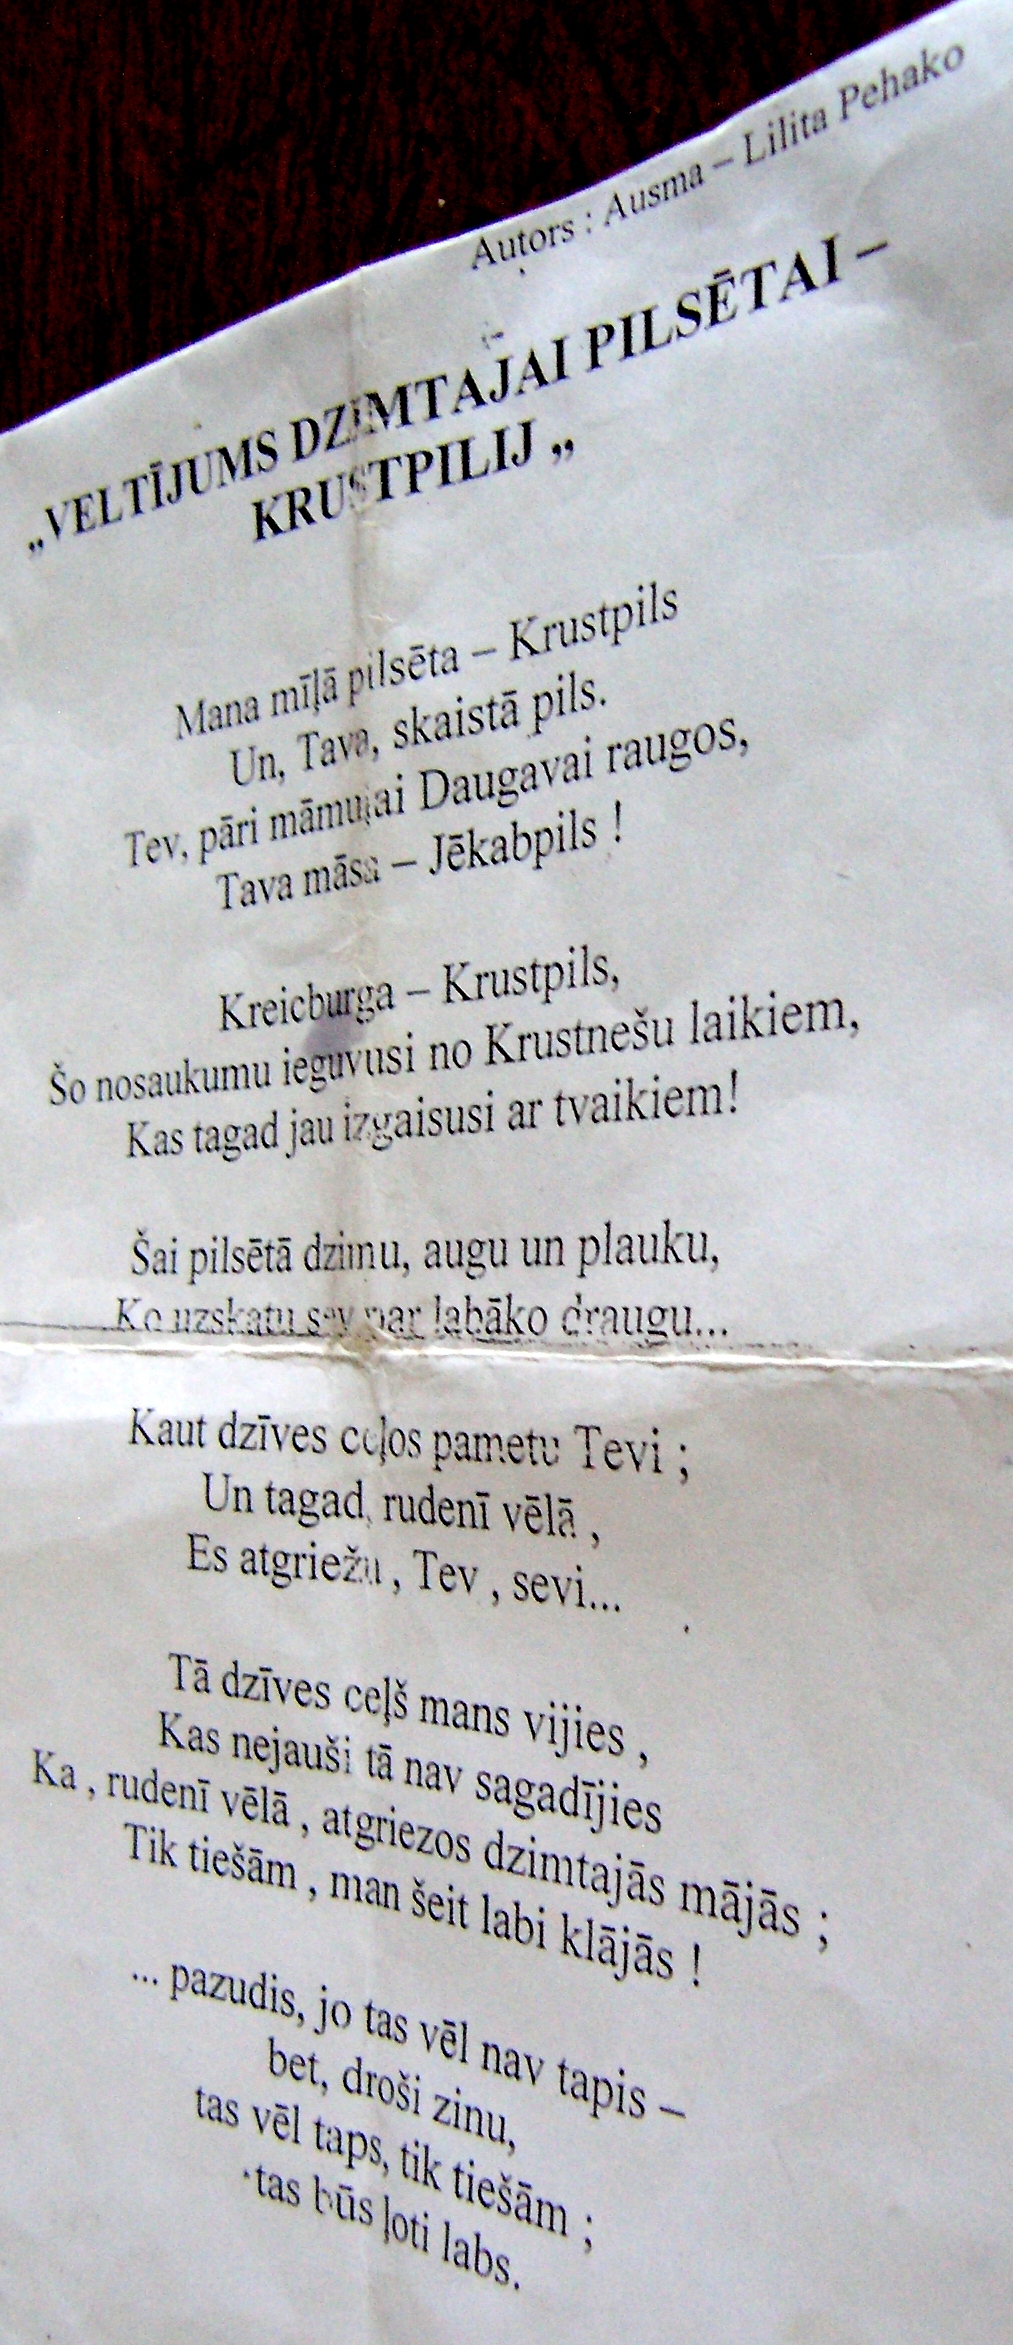 Autors : Ausma – Lilita Pehako
„VELTĪJUMS DZIMTAJAI PILSĒTAI –
KRUSTPILIJ „
Mana mīļā pilsēta – Krustpils
Un, Tava, skaistā pils.
Tev, pāri māmuļai Daugavai raugos,
Tava māsa – Jēkabpils !
Kreicburga – Krustpils,
Šo nosaukumu ieguvusi no Krustnešu laikiem,
Kas tagad jau izgaisusi ar tvaikiem!
Šai pilsētā dzimu, augu un plauku,
Ko uzskatu sev par labāko draugu...
Kaut dzīves ceļos pametu Tevi ;
Un tagad, rudenī vēlā ,
Es atgriežu , Tev , sevi...
Tā dzīves ceļš mans vijies ,
Kas nejauši tā nav sagadījies
Ka , rudenī vēlā , atgriezos dzimtajās mājās ;
Tik tiešām , man šeit labi klājās !
... pazudis, jo tas vēl nav tapis –
bet, droši zinu,
tas vēl taps, tik tiešām ;
tas būs ļoti labs.